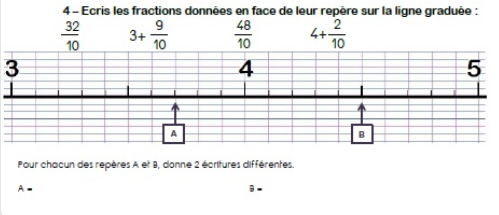 4 – Ecris les fractions données en face de leur repère sur la ligne graduée :
32/10 3+ 9/10 48/10 4+ 2/10
3 4 5
A B
Pour chacun des repères A et B, donne 2 écritures différentes.
A = B =